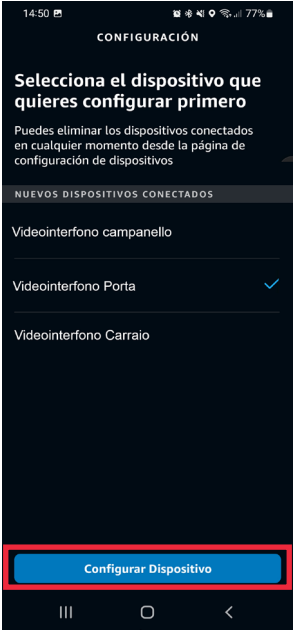 14:50 77%
CONFIGURACIÓN
Selecciona el dispositivo que
quieres configurar primero
Puedes eliminar los dispositivos conectados
en cualquier momento desde la página de
configuración de dispositivos
NUEVOS DISPOSITIVOS CONECTADOS
Videointerfono campanello
Videointerfono Porta
Videointerfono Carraio
Configurar Dispositivo